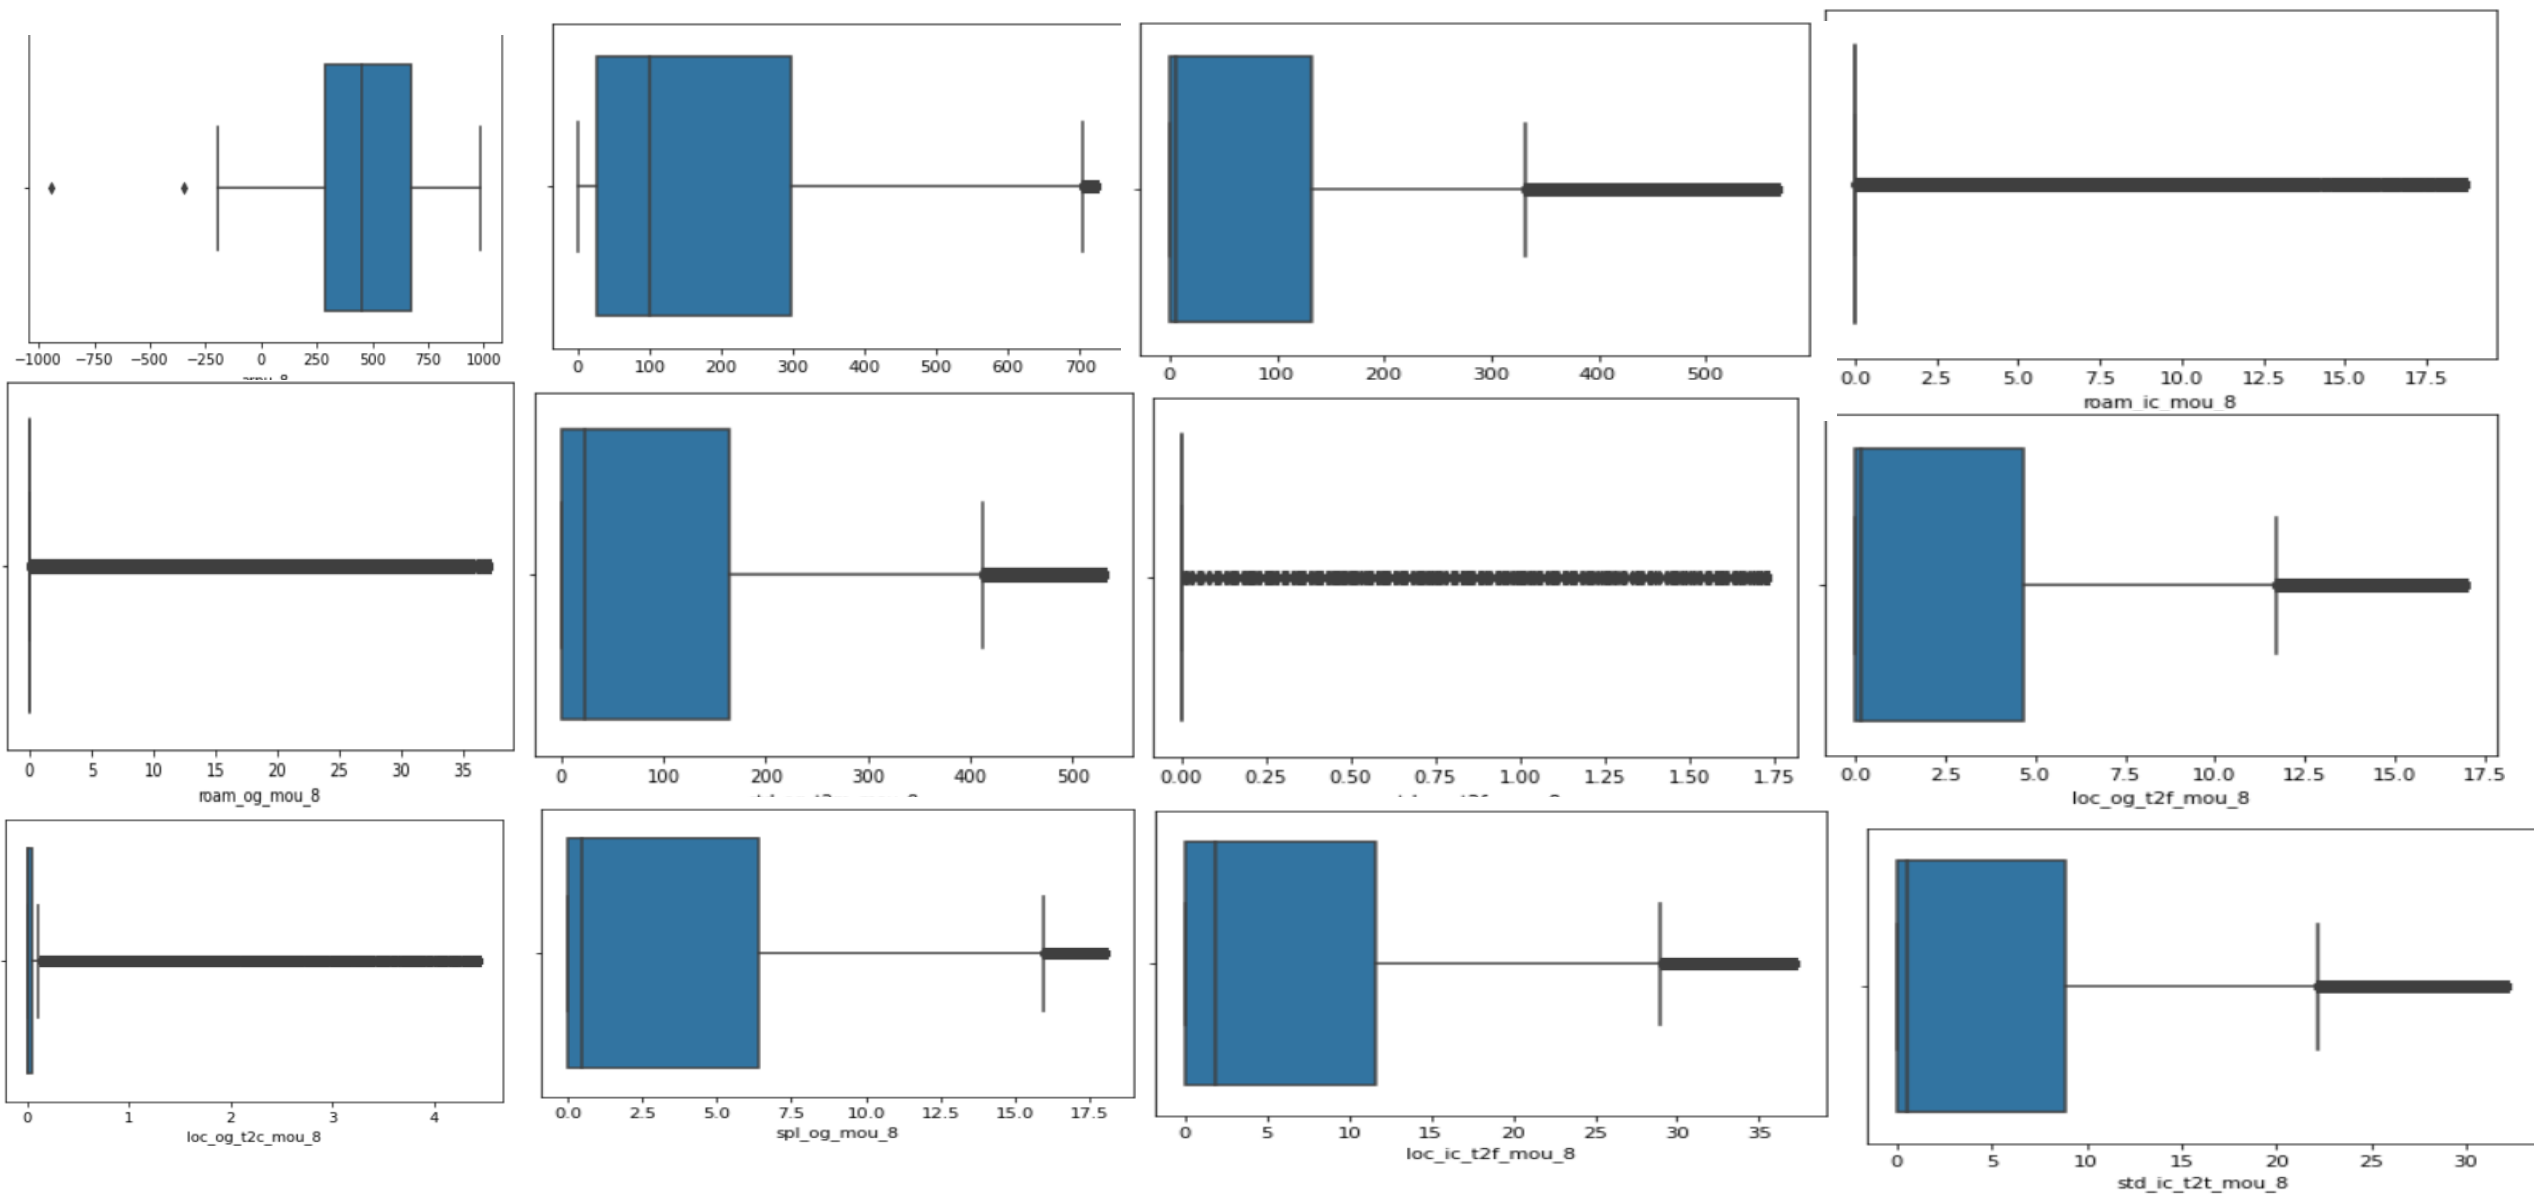 −1000 −750 −500 −250 0 250 500 750 1000
0 100 200 300 400 500 600 700
0 100 200 300 400 500
0.0 2.5 5.0 7.5 10.0 12.5 15.0 17.5
roam_ic_mou_8
0 5 10 15 20 25 30 35
roam_og_mou_8
0 100 200 300 400 500
0.00 0.25 0.50 0.75 1.00 1.25 1.50 1.75
0.0 2.5 5.0 7.5 10.0 12.5 15.0 17.5
loc_og_t2f_mou_8
0 1 2 3 4
loc_og_t2c_mou_8
0.0 2.5 5.0 7.5 10.0 12.5 15.0 17.5
spl_og_mou_8
0 5 10 15 20 25 30 35
loc_ic_t2f_mou_8
0 5 10 15 20 25 30
std_ic_t2t_mou_8